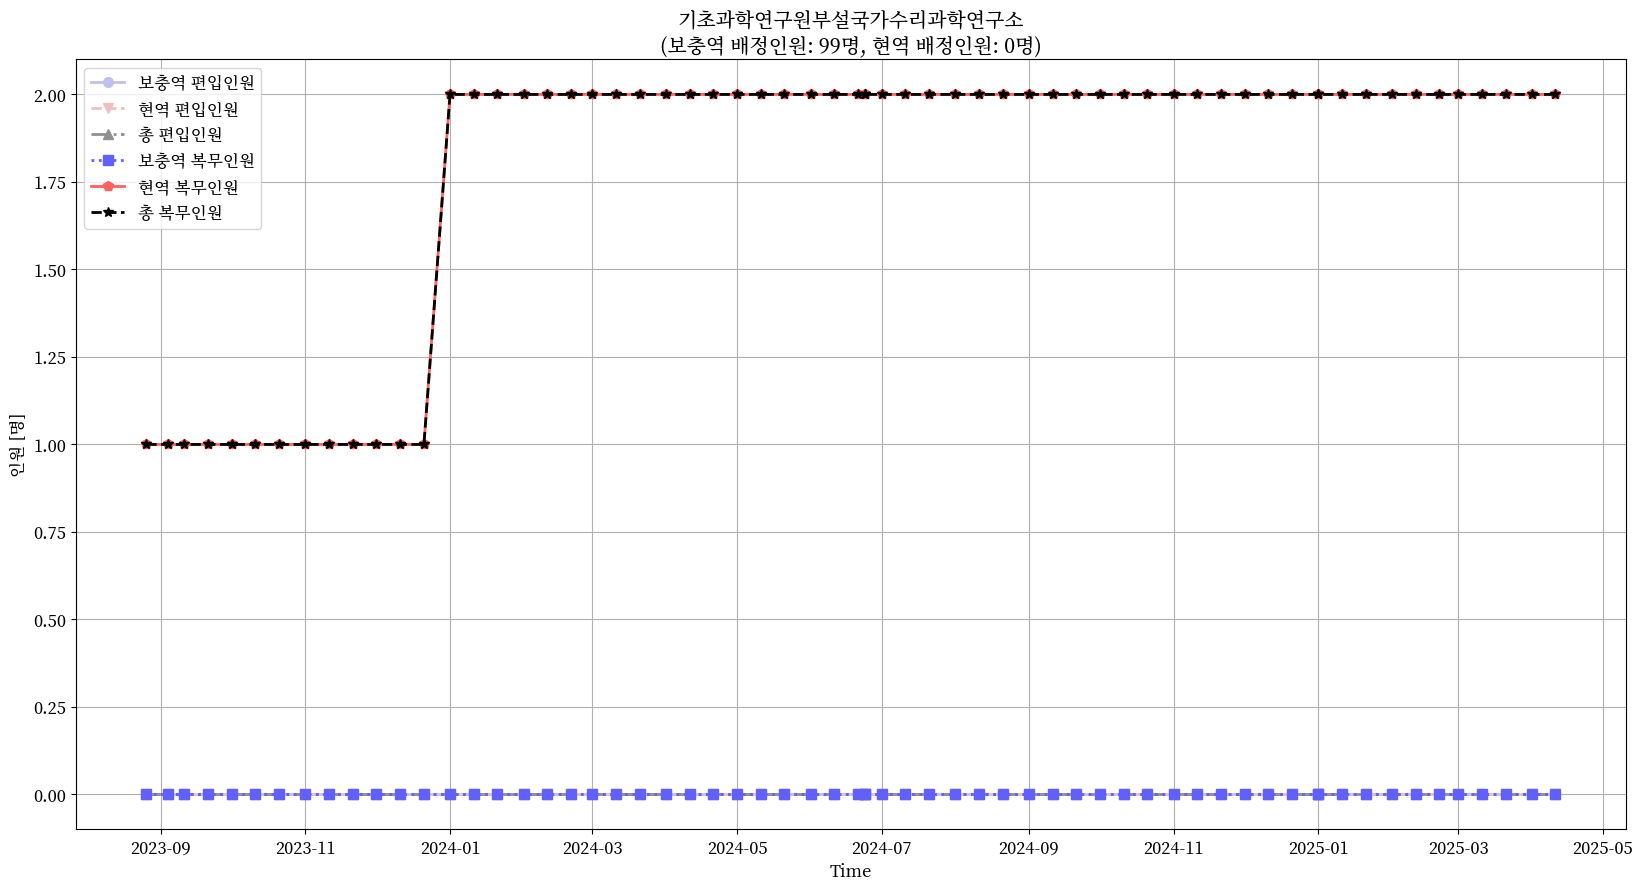 기초과학연구원부설국가수리과학연구소
(보충역 배정인원: 99명, 현역 배정인원: 0명)
보충역 편입인원
현역 편입인원
총 편입인원
보충역 복무인원
현역 복무인원
총 복무인원
2.00
1.75
1.50
1.25
1.00
0.75
0.50
0.25
0.00
인원 [명]
2023-09 2023-11 2024-01 2024-03 2024-05 2024-07 2024-09 2024-11 2025-01 2025-03 2025-05
Time